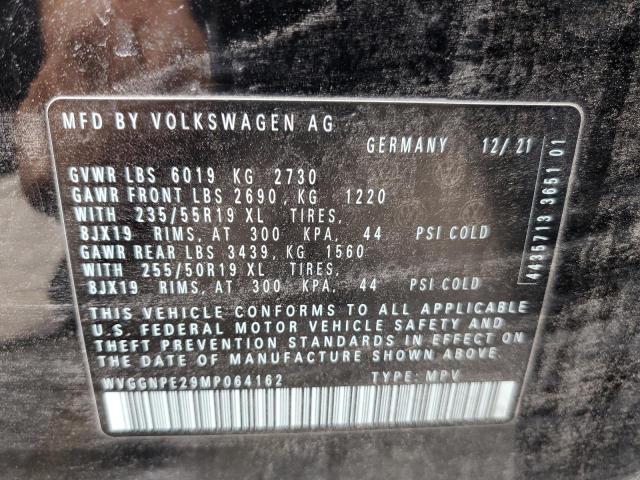 MFD BY VOLKSWAGEN AG
GERMANY 12/21
GVWR LBS 6019 KG 2730
GAWR FRONT LBS 2690, KG 1220
WITH 235/55R19 XL TIRES,
8JX19 RIMS, AT 300 KPA, 44 PSI COLD
GAWR REAR LBS 3439, KG 1560
WITH 255/50R19 XL TIRES,
8JX19 RIMS, AT 300 KPA, 44 PSI COLD
THIS VEHICLE CONFORMS TO ALL APPLICABLE
U.S. FEDERAL MOTOR VEHICLE SAFETY AND
THEFT PREVENTION STANDARDS IN EFFECT ON
THE DATE OF MANUFACTURE SHOWN ABOVE.
WVGGNPE29MP064162 TYPE: MPV
4435713 3651 01